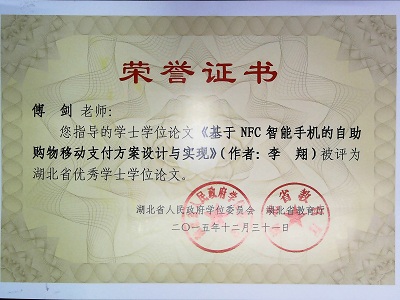 荣誉证书
傅 剑 老师：
您指导的学士学位论文《基于 NFC 智能手机的自助
购物移动支付方案设计与实现》(作者：李 翔) 被评为
湖北省优秀学士学位论文。
湖北省人民政府学位委员会 湖北省教育厅
二〇一五年十二月三十一日